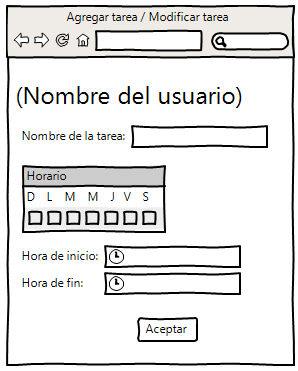 Agregar tarea / Modificar tarea
(Nombre del usuario)
Nombre de la tarea:
Horario
D L M M J V S
Hora de inicio:
Hora de fin:
Aceptar